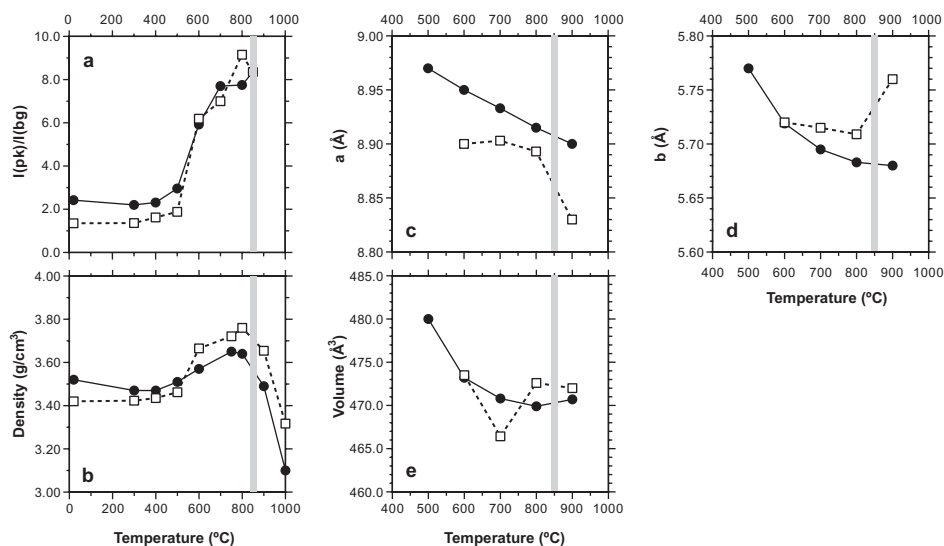 0 200 400 600 800 1000
10.0
8.0
6.0
4.0
2.0
0.0
I(pk)/I(bg)
a
4.00
3.80
3.60
3.40
3.20
3.00
Density (g/cm³)
b
0 200 400 600 800 1000
Temperature (ºC)
400 500 600 700 800 900 1000
9.00
8.95
8.90
8.85
8.80
a (Å)
c
485.0
480.0
475.0
470.0
465.0
460.0
Volume (Å³)
e
400 500 600 700 800 900 1000
Temperature (ºC)
400 500 600 700 800 900 1000
5.80
5.75
5.70
5.65
5.60
b (Å)
d
400 500 600 700 800 900 1000
Temperature (ºC)